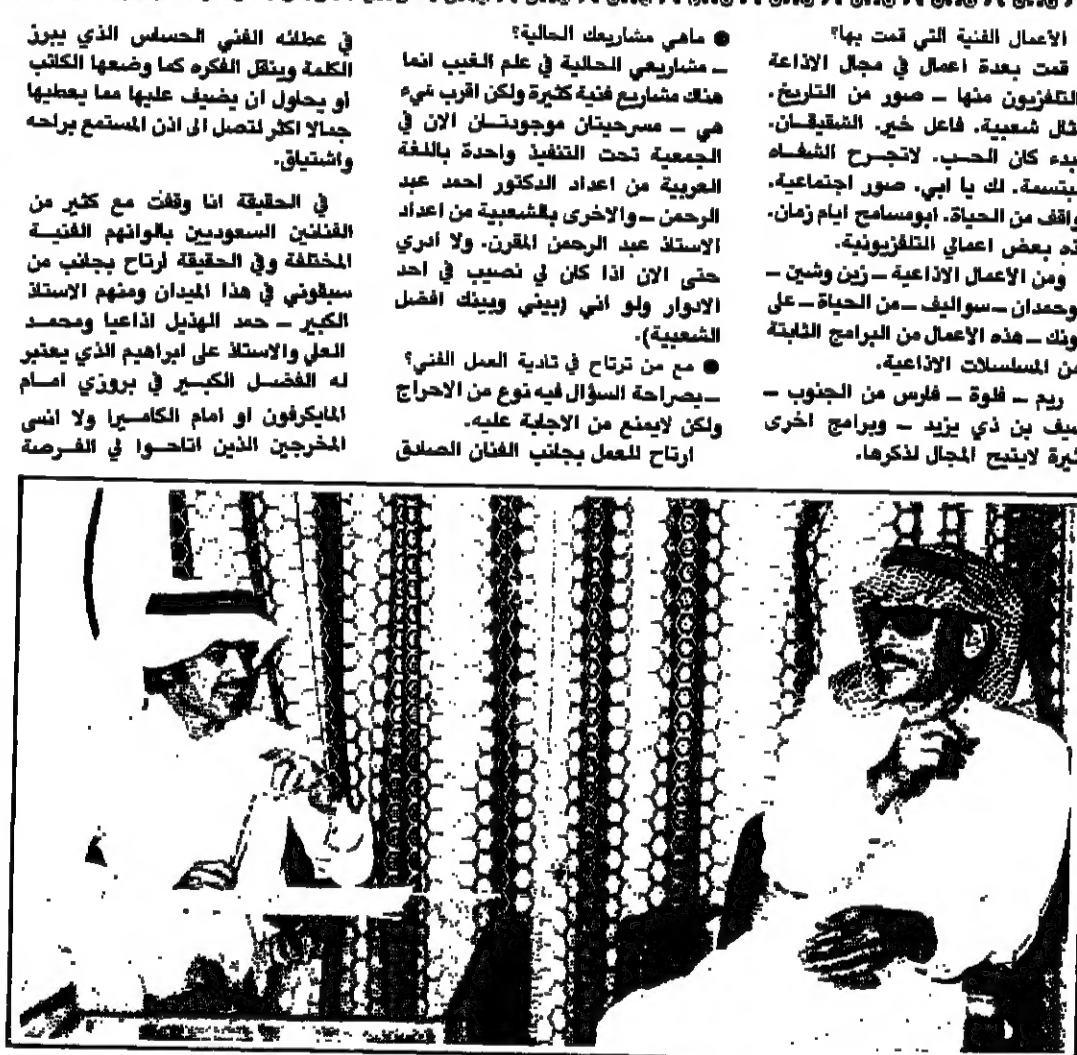 الأعمال الفنية التي قمت بها؟
قمت بعدة اعمال في مجال الاذاعة
التلفزيون منها – صور من التاريخ.
ثال شعبية. فاعل خير. الشقيقان.
بدء كان الحب. لاتجرح الشفاه
بتسمة. لك يا ابي. صور اجتماعية.
واقف من الحياة. ابومسامح ايام زمان.
ذه بعض اعمالي التلفزيونية.
ومن الأعمال الاذاعية – زين وشين –
وحمدان – سواليف – من الحياة – على
ونك – هذه الأعمال من البرامج الثابتة
من المسلسلات الاذاعية.
ريم – فلوة – فارس من الجنوب –
سيف بن ذي يزيد – وبرامج اخرى
ثيرة لايتيح المجال لذكرها.
● ماهي مشاريعك الحالية؟
– مشاريعي الحالية في علم الغيب انما
هناك مشاريع فنية كثيرة ولكن اقرب شيء
هي – مسرحيتان موجودتان الان في
الجمعية تحت التنفيذ واحدة باللغة
العربية من اعداد الدكتور احمد عبد
الرحمن – والاخرى بالشعبية من اعداد
الاستاذ عبد الرحمن المقرن. ولا أدري
حتى الان اذا كان لي نصيب في احد
الادوار ولو اني (بيني وبينك افضل
الشعبية).
● مع من ترتاح في تادية العمل الفني؟
– بصراحة السؤال فيه نوع من الاحراج
ولكن لايمنع من الاجابة عليه.
ارتاح للعمل بجانب الفنان الصادق
في عطائه الفني الحساس الذي يبرز
الكلمة وينقل الفكره كما وضعها الكاتب
او يحاول ان يضيف عليها مما يعطيها
جمالا اكثر لتصل الى اذن المستمع براحه
واشتياق.
في الحقيقة انا وقفت مع كثير من
الفنانين السعوديين بالوانهم الفنية
المختلفة وفي الحقيقة ارتاح بجانب من
سبقوني في هذا الميدان ومنهم الاستاذ
الكبير – حمد الهذيل اذاعيا ومحمد
العلي والاستاذ على ابراهيم الذي يعتبر
له الفضل الكبير في بروزي امام
المايكرفون او امام الكاميرا ولا انسى
المخرجين الذين اتاحوا لي الفرصة